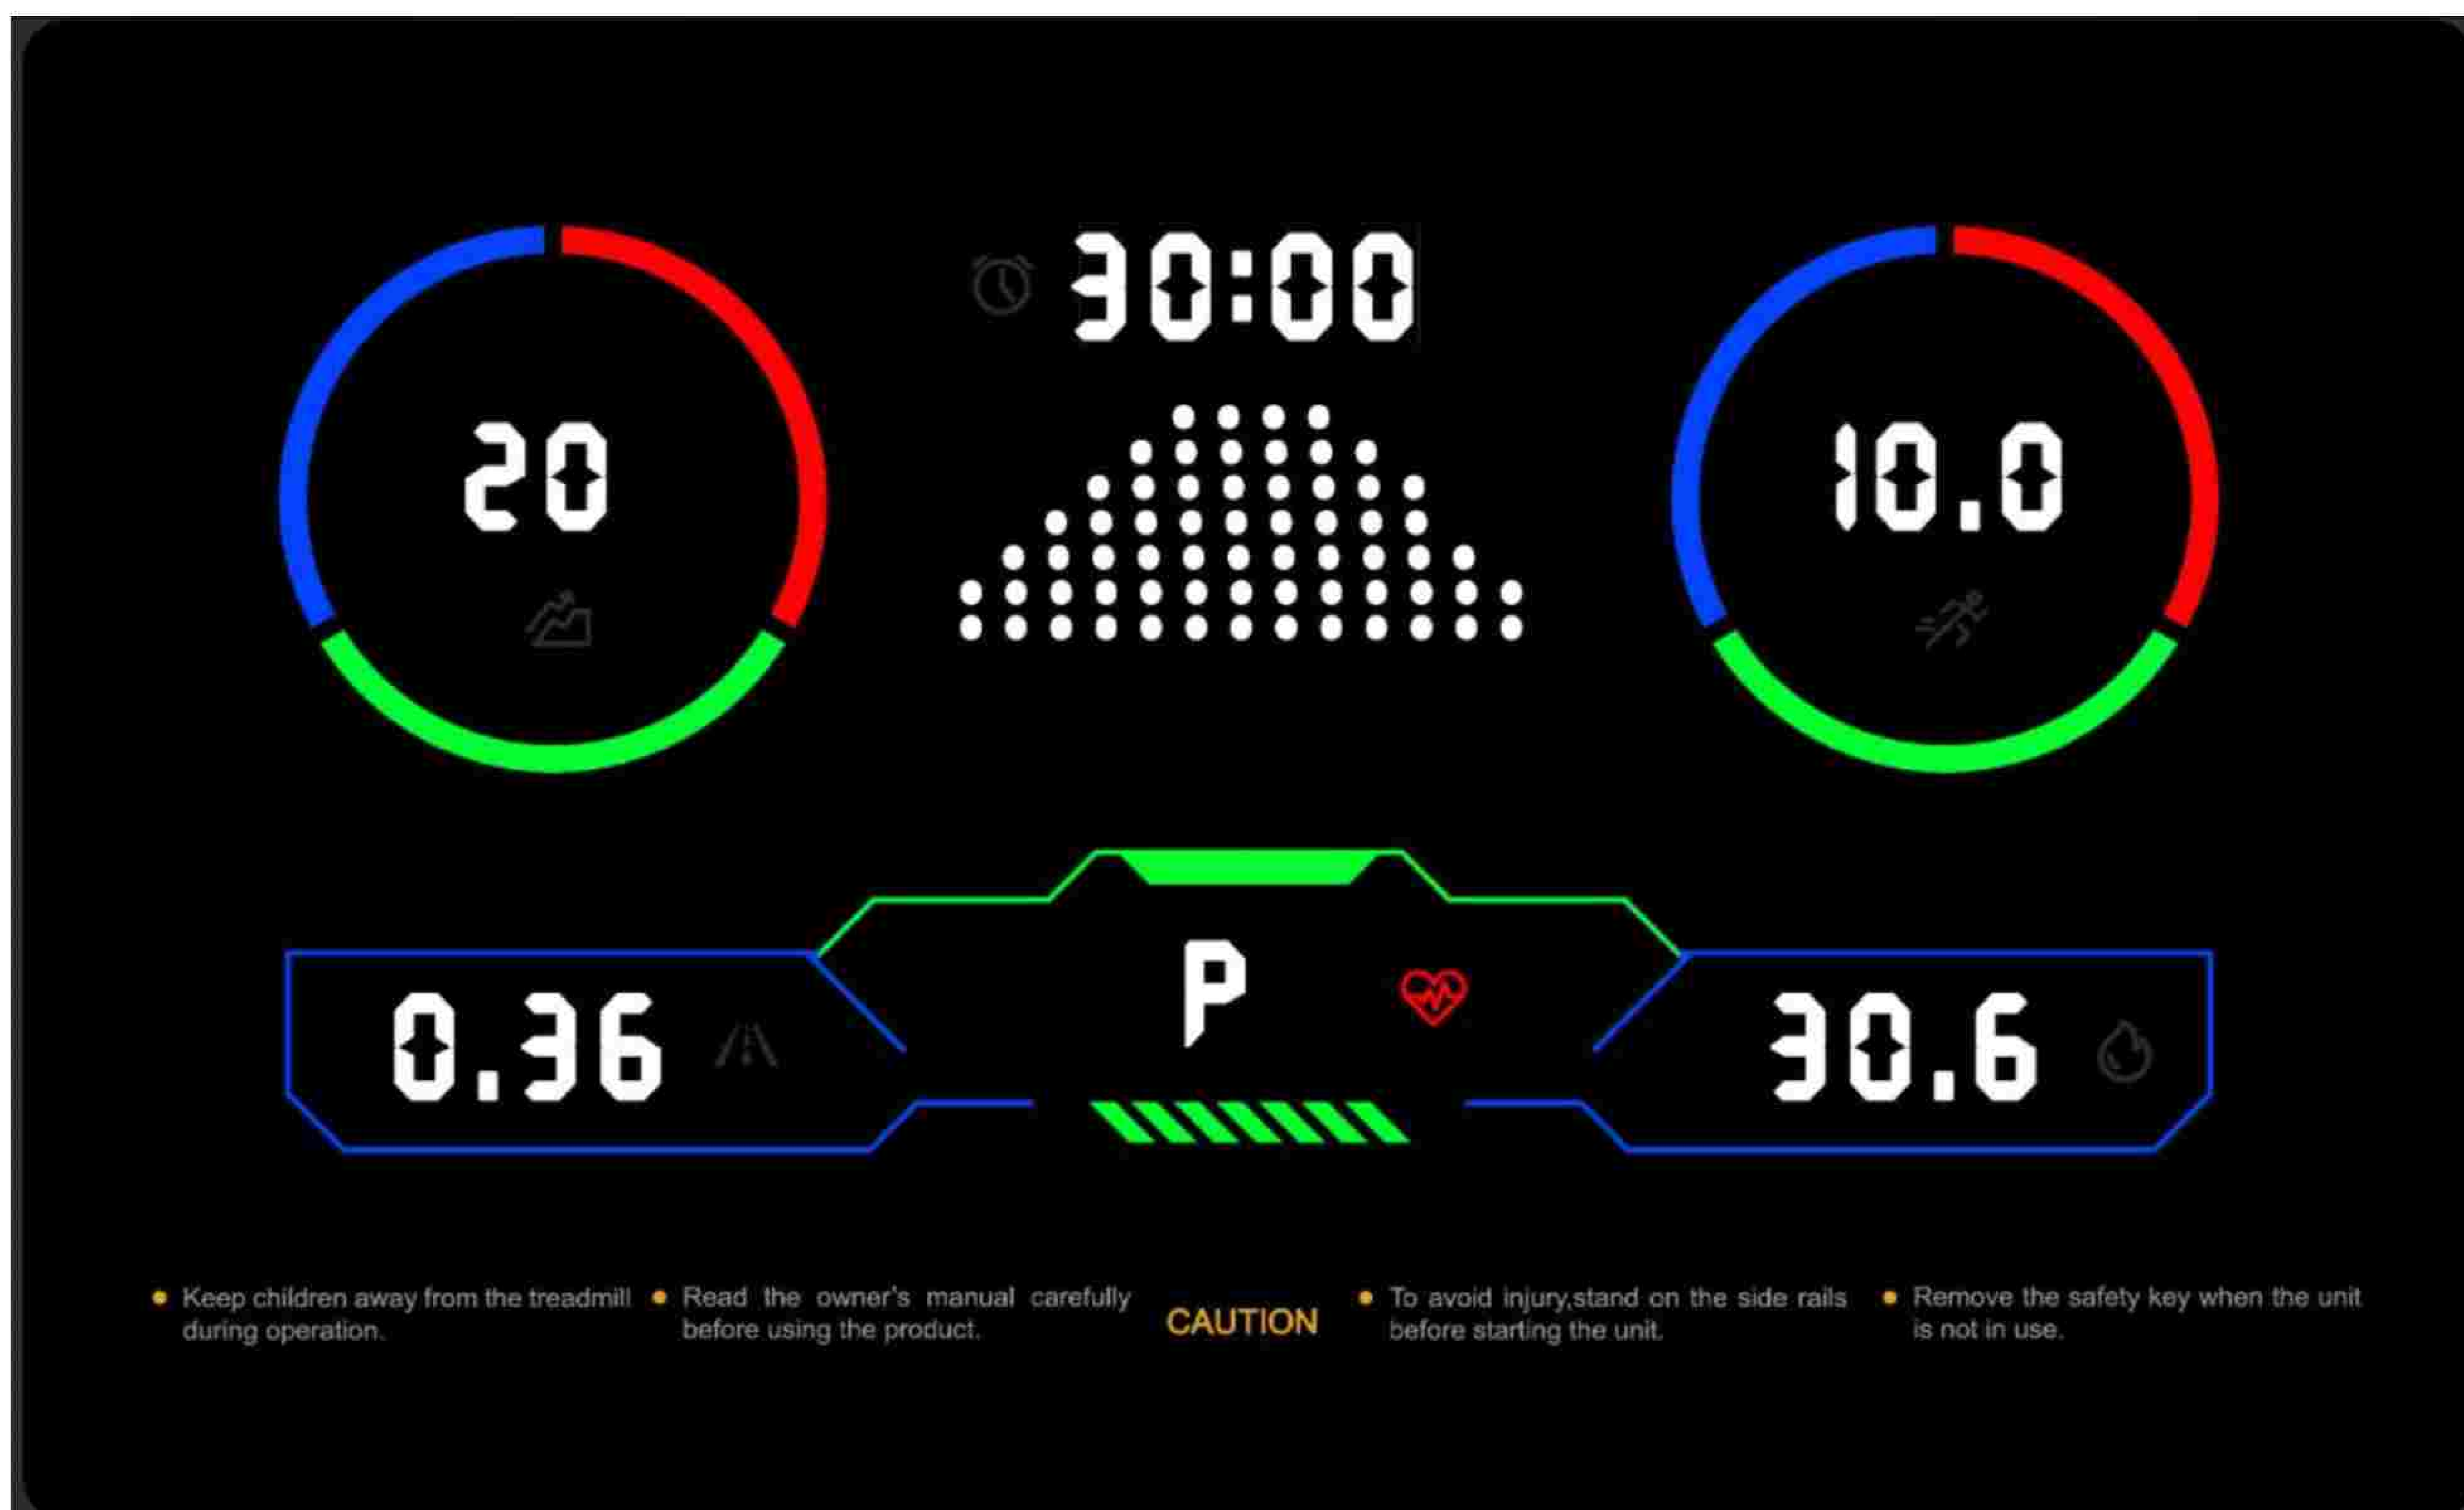 30:00
20
10.0
P
0.36
30.6
Keep children away from the treadmill
during operation.
Read the owner's manual carefully
before using the product.
CAUTION
To avoid injury,stand on the side rails
before starting the unit.
Remove the safety key when the unit
is not in use.